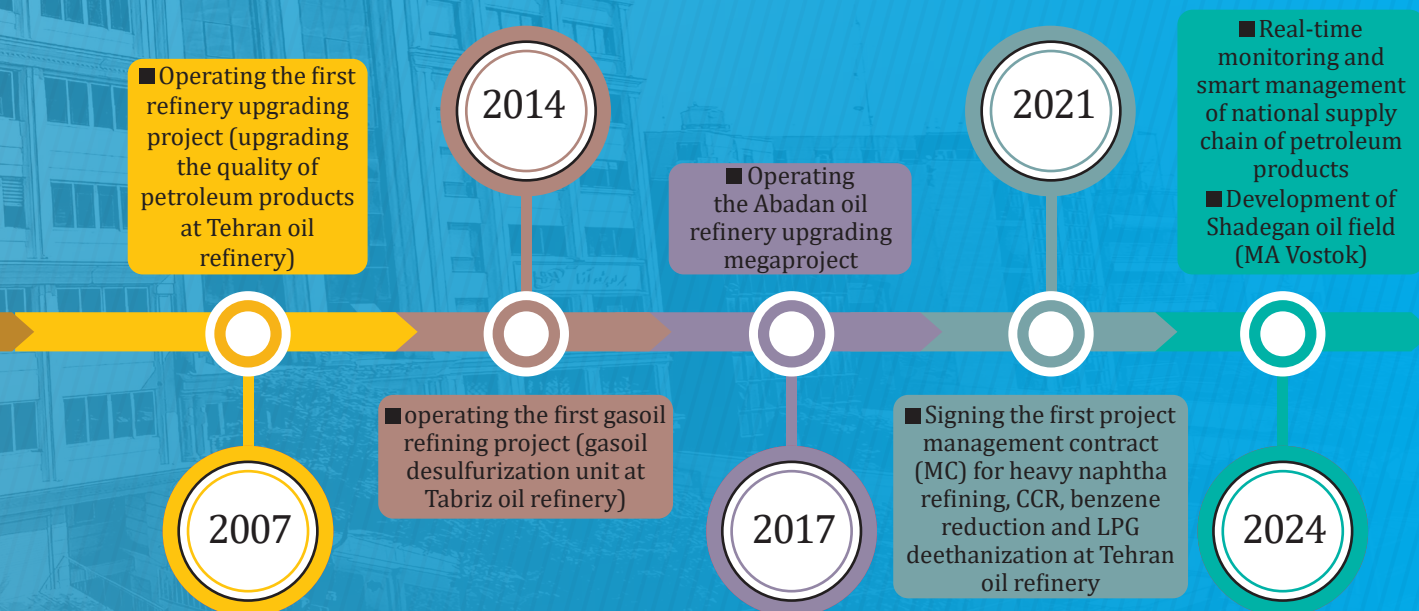 ■Operating the first
refinery upgrading
project (upgrading
the quality of
petroleum products
at Tehran oil
refinery)
2007
2014
■operating the first gasoil
refining project (gasoil
desulfurization unit at
Tabriz oil refinery)
■ Operating
the Abadan oil
refinery upgrading
megaproject
2017
2021
■Signing the first project
management contract
(MC) for heavy naphtha
refining, CCR, benzene
reduction and LPG
deethanization at Tehran
oil refinery
■Real-time
monitoring and
smart management
of national supply
chain of petroleum
products
■Development of
Shadegan oil field
(MA Vostok)
2024